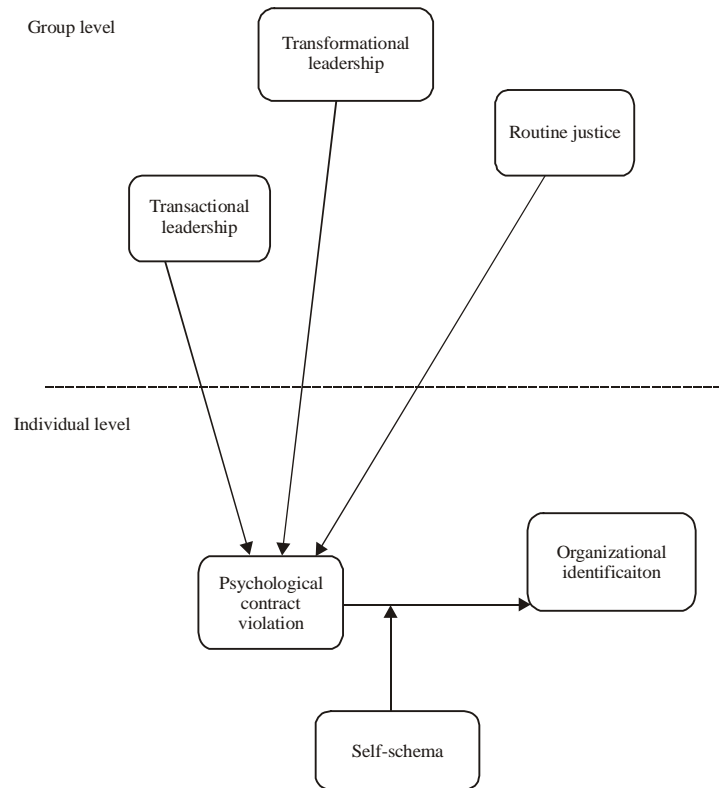 Group level
Transformational
leadership
Routine justice
Transactional
leadership
Individual level
Organizational
identificaiton
Psychological
contract
violation
Self-schema